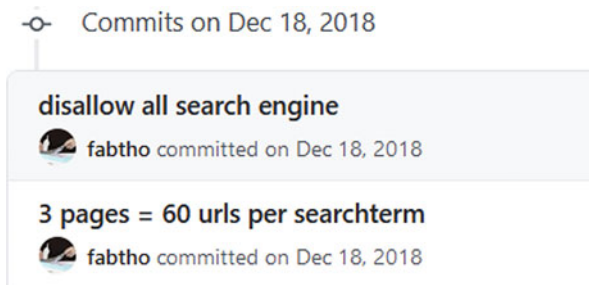 Commits on Dec 18, 2018
disallow all search engine
fabtho committed on Dec 18, 2018
3 pages = 60 urls per searchterm
fabtho committed on Dec 18, 2018